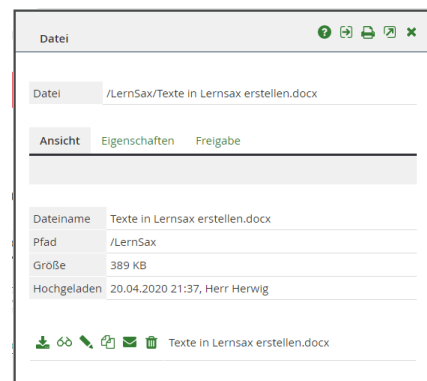 Datei
Datei /LernSax/Texte in Lernsax erstellen.docx
Ansicht Eigenschaften Freigabe
Dateiname Texte in Lernsax erstellen.docx
Pfad /LernSax
Größe 389 KB
Hochgeladen 20.04.2020 21:37, Herr Herwig
Texte in Lernsax erstellen.docx